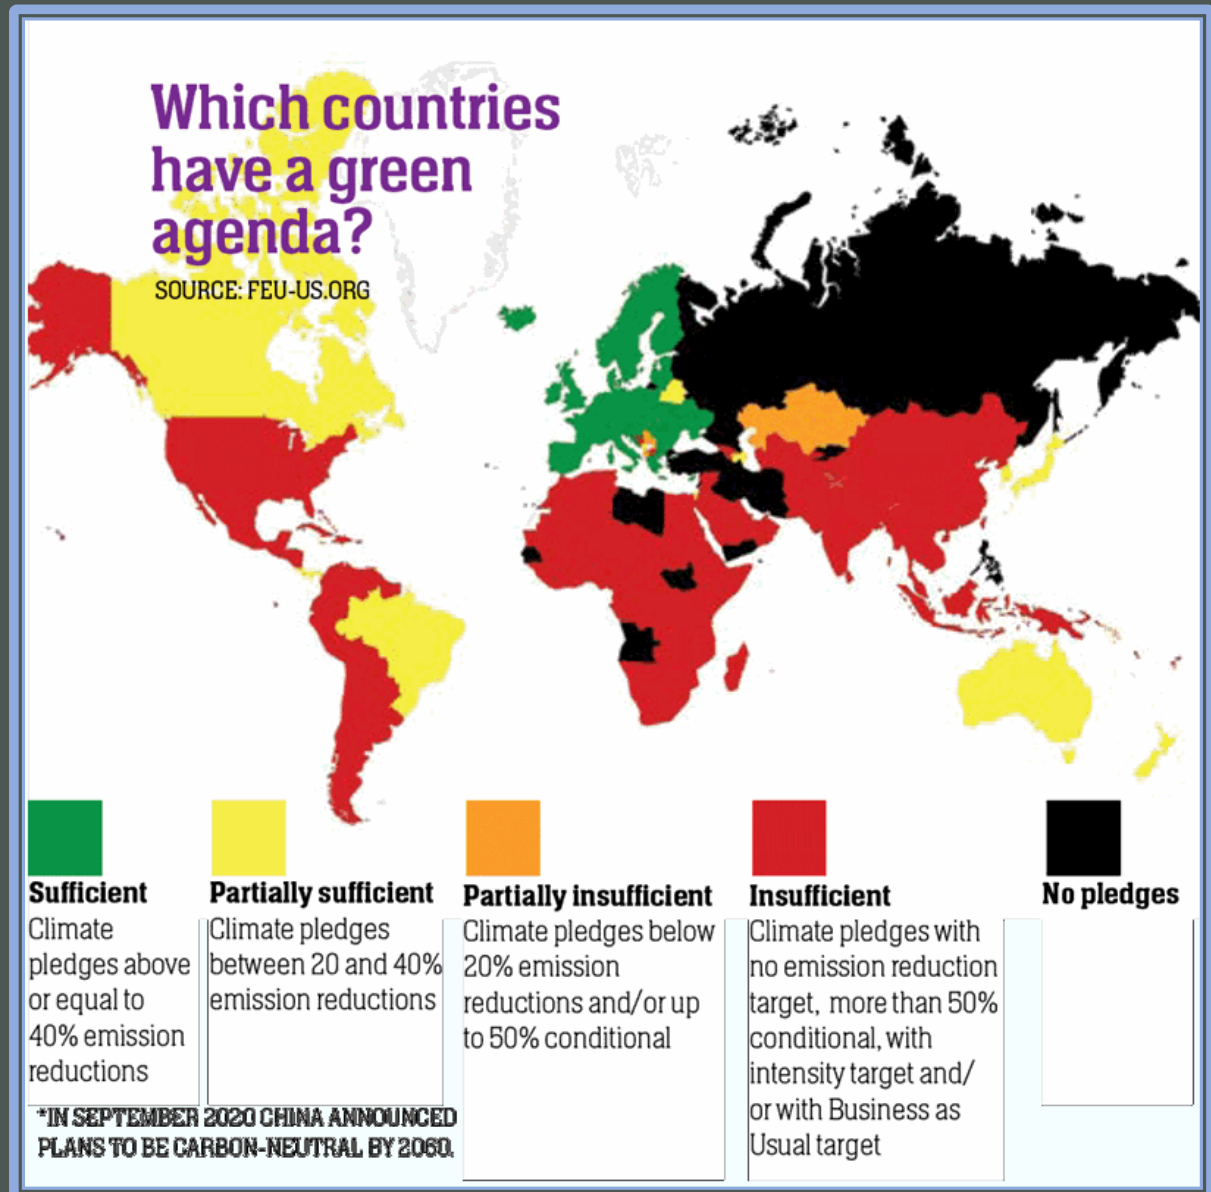 Which countries
have a green
agenda?
SOURCE: FEU-US.ORG
Sufficient
Climate
pledges above
or equal to
40% emission
reductions
Partially sufficient
Climate pledges
between 20 and 40%
emission reductions
Partially insufficient
Climate pledges below
20% emission
reductions and/or up
to 50% conditional
Insufficient
Climate pledges with
no emission reduction
target, more than 50%
conditional, with
intensity target and/
or with Business as
Usual target
No pledges
*IN SEPTEMBER 2020 CHINA ANNOUNCED
PLANS TO BE CARBON-NEUTRAL BY 2060.